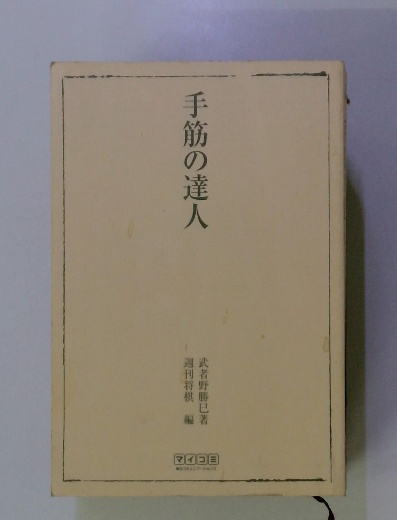 手筋の達人
武者野勝巳著
週刊将棋 編
マイコミ